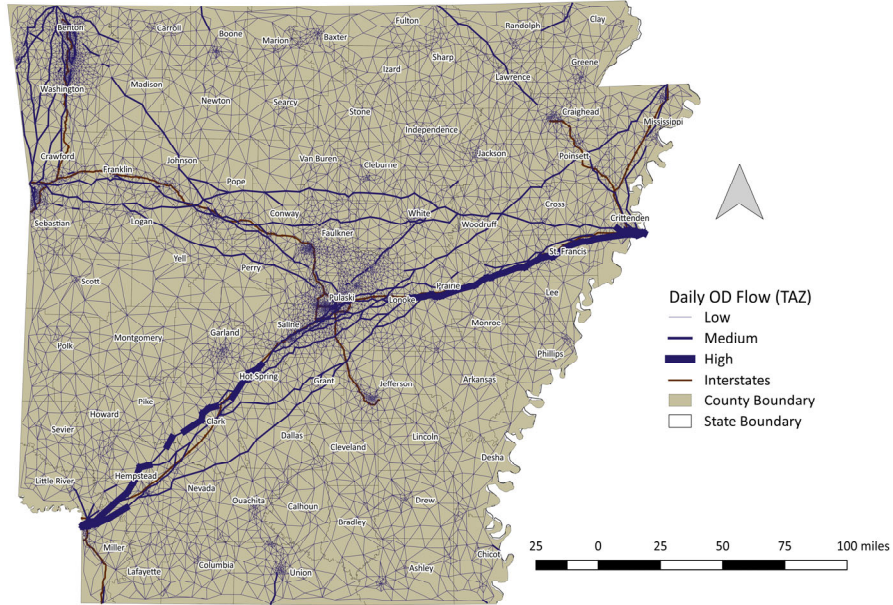 Benton
Carroll
Boone
Marion
Baxter
Fulton
Randolph
Clay
Sharp
Greene
Izard
Lawrence
Washington
Madison
Newton
Searcy
Stone
Craighead
Mississippi
Independence
Crawford
Franklin
Johnson
Van Buren
Cleburne
Jackson
Poinsett
Pope
Sebastian
Logan
Conway
White
Cross
Crittenden
Woodruff
Faulkner
St. Francis
Yell
Perry
Scott
Pulaski
Lonoke
Prairie
Lee
Saline
Monroe
Garland
Montgomery
Polk
Phillips
Hot Spring
Grant
Jefferson
Arkansas
Pike
Howard
Sevier
Clark
Dallas
Cleveland
Lincoln
Desha
Little River
Hempstead
Nevada
Ouachita
Calhoun
Drew
Bradley
Miller
Lafayette
Columbia
Union
Ashley
Chicot
Daily OD Flow (TAZ)
Low
Medium
High
Interstates
County Boundary
State Boundary
25 0 25 50 75 100 miles